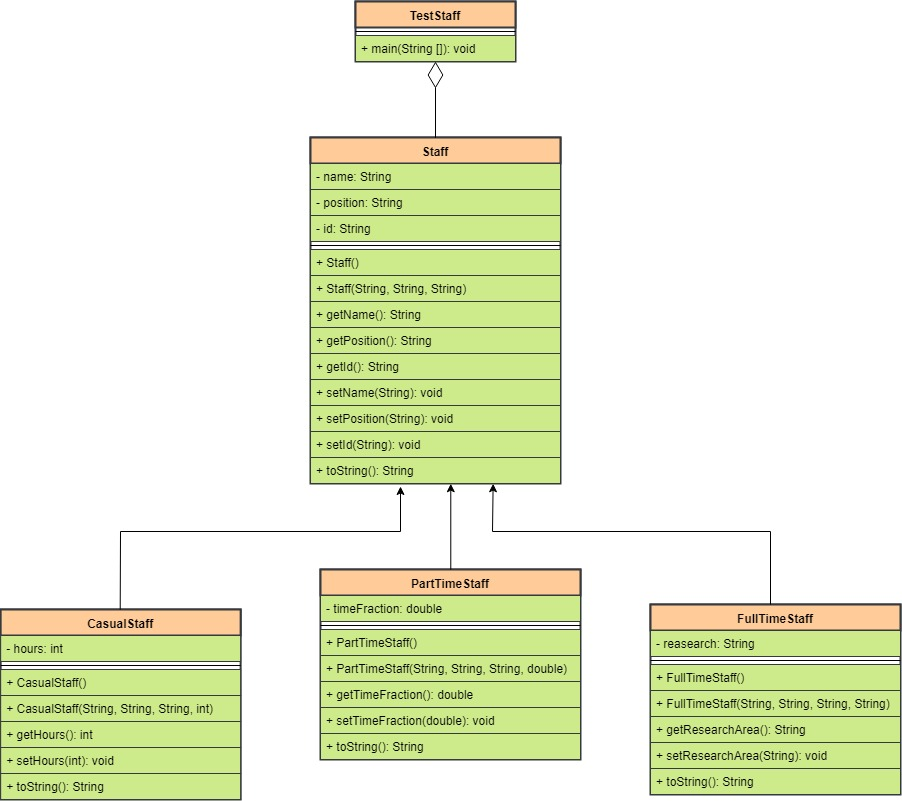 TestStaff
+ main(String []): void
Staff
- name: String
- position: String
- id: String
+ Staff()
+ Staff(String, String, String)
+ getName(): String
+ getPosition(): String
+ getId(): String
+ setName(String): void
+ setPosition(String): void
+ setId(String): void
+ toString(): String
CasualStaff
- hours: int
+ CasualStaff()
+ CasualStaff(String, String, String, int)
+ getHours(): int
+ setHours(int): void
+ toString(): String
PartTimeStaff
- timeFraction: double
+ PartTimeStaff()
+ PartTimeStaff(String, String, String, double)
+ getTimeFraction(): double
+ setTimeFraction(double): void
+ toString(): String
FullTimeStaff
- reasearch: String
+ FullTimeStaff()
+ FullTimeStaff(String, String, String, String)
+ getResearchArea(): String
+ setResearchArea(String): void
+ toString(): String